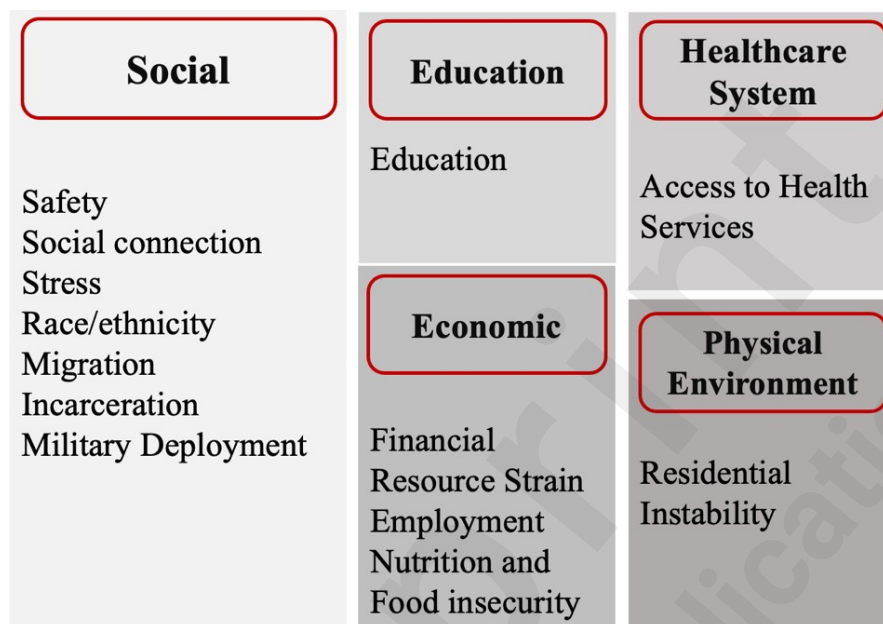 Social
Safety
Social connection
Stress
Race/ethnicity
Migration
Incarceration
Military Deployment
Education
Education
Economic
Financial
Resource Strain
Employment
Nutrition and
Food insecurity
Healthcare
System
Access to Health
Services
Physical
Environment
Residential
Instability